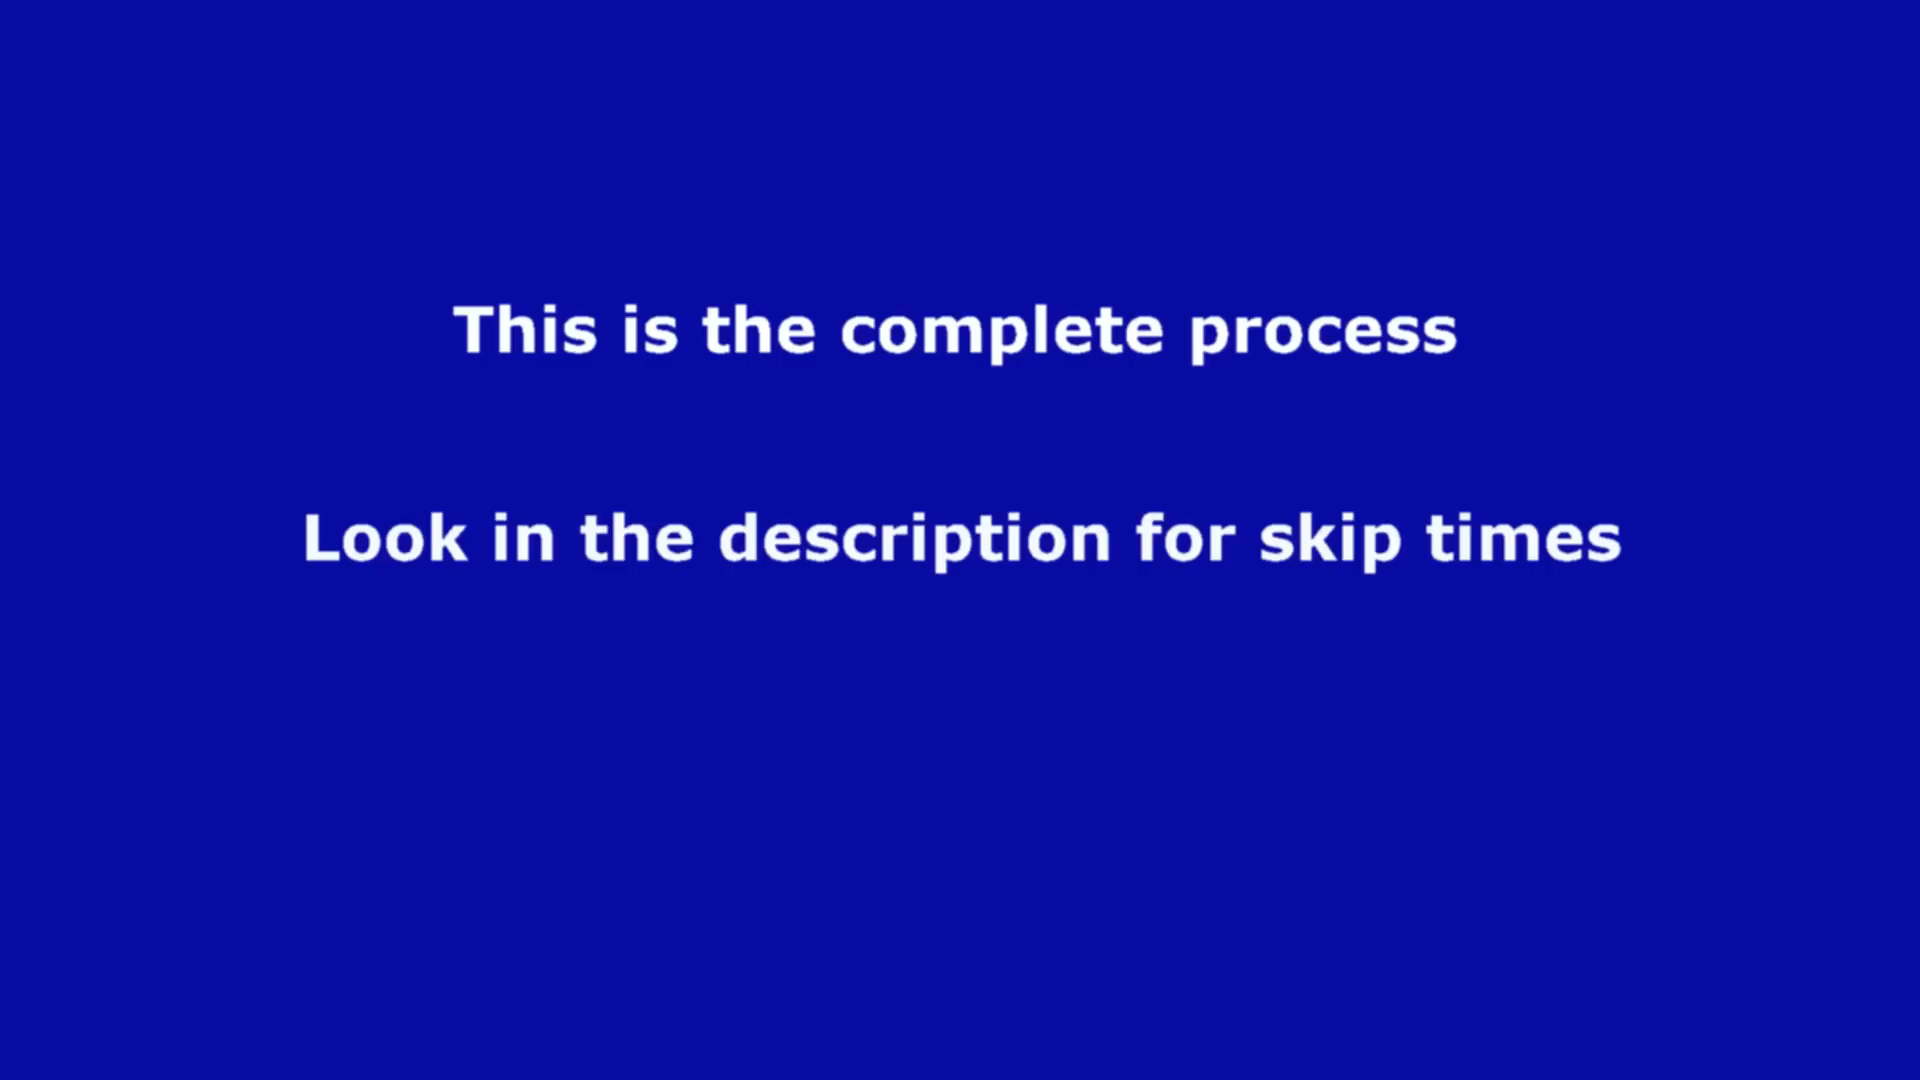 This is the complete process
Look in the description for skip times